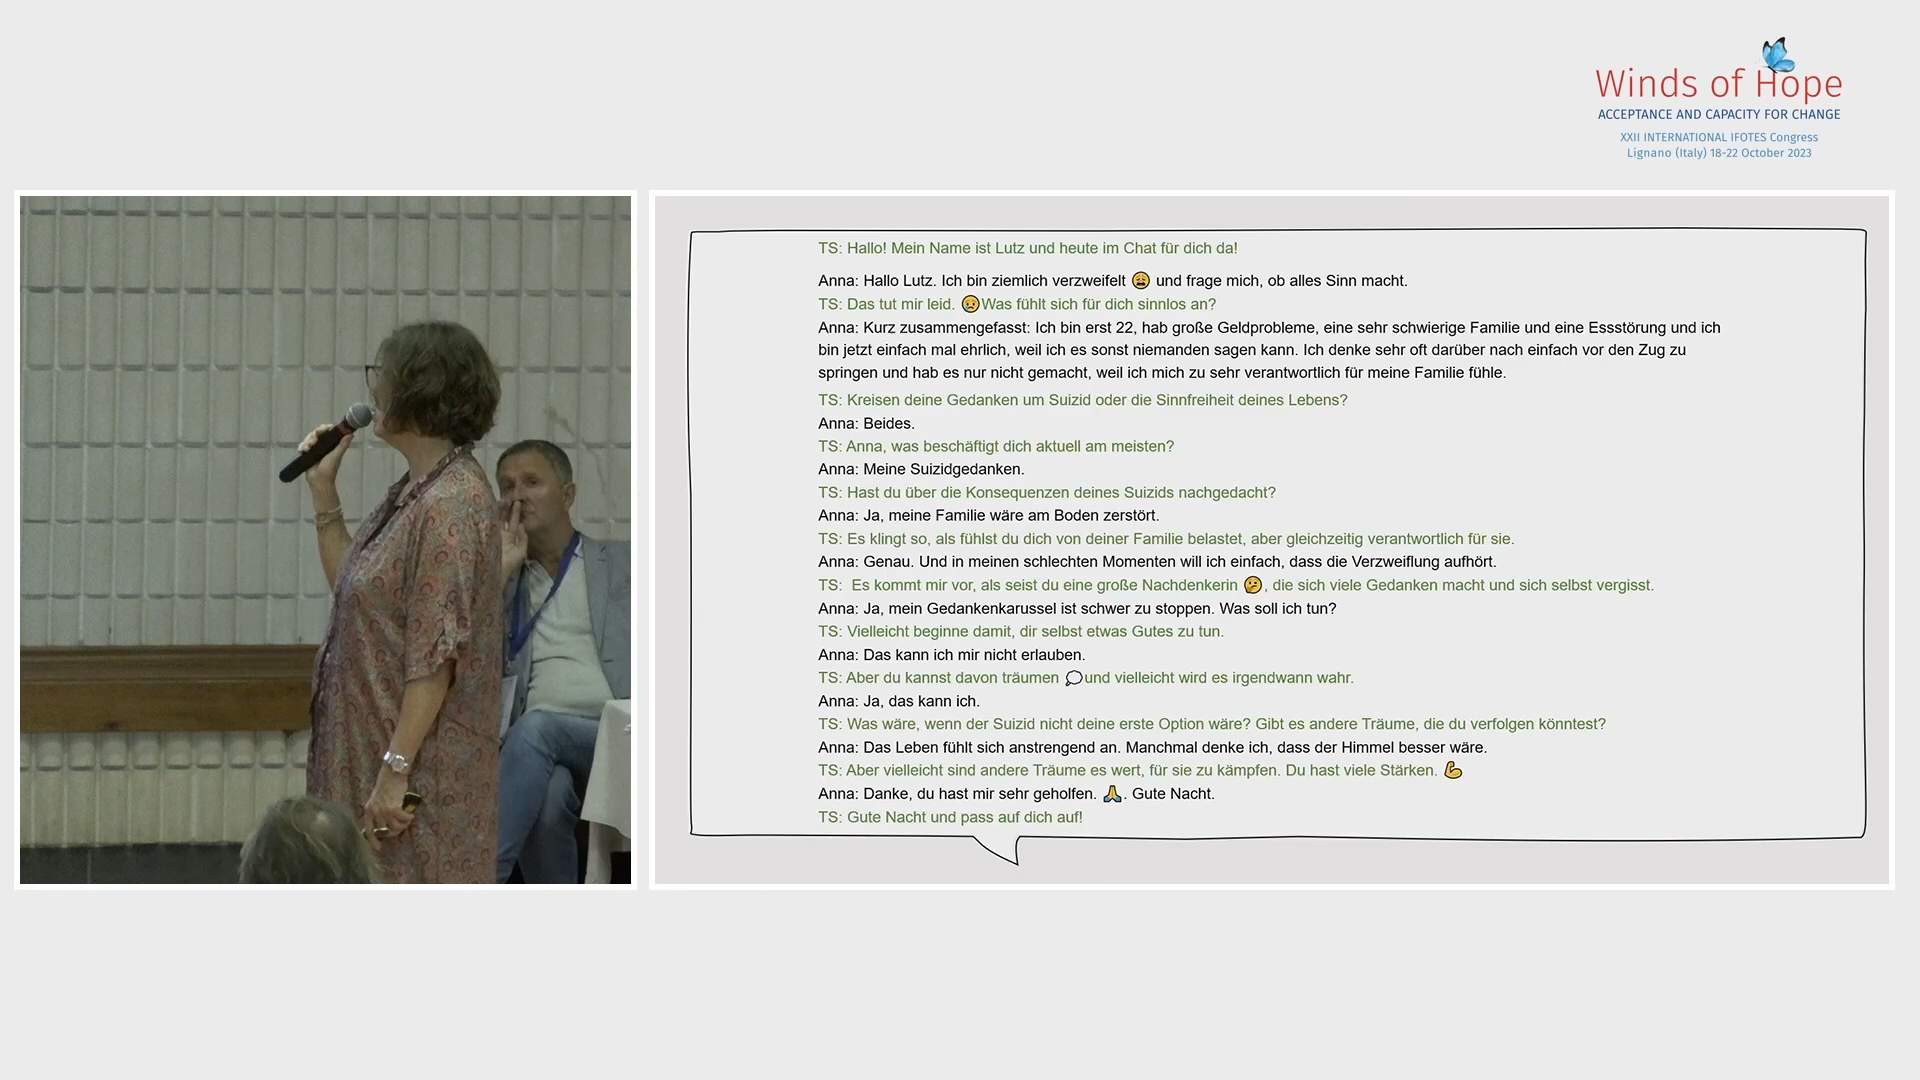 Winds of Hope
ACCEPTANCE AND CAPACITY FOR CHANGE
XXII INTERNATIONAL IFOTES Congress
Lignano (Italy) 18-22 October 2023
TS: Hallo! Mein Name ist Lutz und heute im Chat für dich da!
Anna: Hallo Lutz. Ich bin ziemlich verzweifelt 😩 und frage mich, ob alles Sinn macht.
TS: Das tut mir leid. 😢Was fühlt sich für dich sinnlos an?
Anna: Kurz zusammengefasst: Ich bin erst 22, hab große Geldprobleme, eine sehr schwierige Familie und eine Essstörung und ich
bin jetzt einfach mal ehrlich, weil ich es sonst niemanden sagen kann. Ich denke sehr oft darüber nach einfach vor den Zug zu
springen und hab es nur nicht gemacht, weil ich mich zu sehr verantwortlich für meine Familie fühle.
TS: Kreisen deine Gedanken um Suizid oder die Sinnfreiheit deines Lebens?
Anna: Beides.
TS: Anna, was beschäftigt dich aktuell am meisten?
Anna: Meine Suizidgedanken.
TS: Hast du über die Konsequenzen deines Suizids nachgedacht?
Anna: Ja, meine Familie wäre am Boden zerstört.
TS: Es klingt so, als fühlst du dich von deiner Familie belastet, aber gleichzeitig verantwortlich für sie.
Anna: Genau. Und in meinen schlechten Momenten will ich einfach, dass die Verzweiflung aufhört.
TS: Es kommt mir vor, als seist du eine große Nachdenkerin 🤔, die sich viele Gedanken macht und sich selbst vergisst.
Anna: Ja, mein Gedankenkarussel ist schwer zu stoppen. Was soll ich tun?
TS: Vielleicht beginne damit, dir selbst etwas Gutes zu tun.
Anna: Das kann ich mir nicht erlauben.
TS: Aber du kannst davon träumen 💭und vielleicht wird es irgendwann wahr.
Anna: Ja, das kann ich.
TS: Was wäre, wenn der Suizid nicht deine erste Option wäre? Gibt es andere Träume, die du verfolgen könntest?
Anna: Das Leben fühlt sich anstrengend an. Manchmal denke ich, dass der Himmel besser wäre.
TS: Aber vielleicht sind andere Träume es wert, für sie zu kämpfen. Du hast viele Stärken. 💪
Anna: Danke, du hast mir sehr geholfen. 🙏. Gute Nacht.
TS: Gute Nacht und pass auf dich auf!